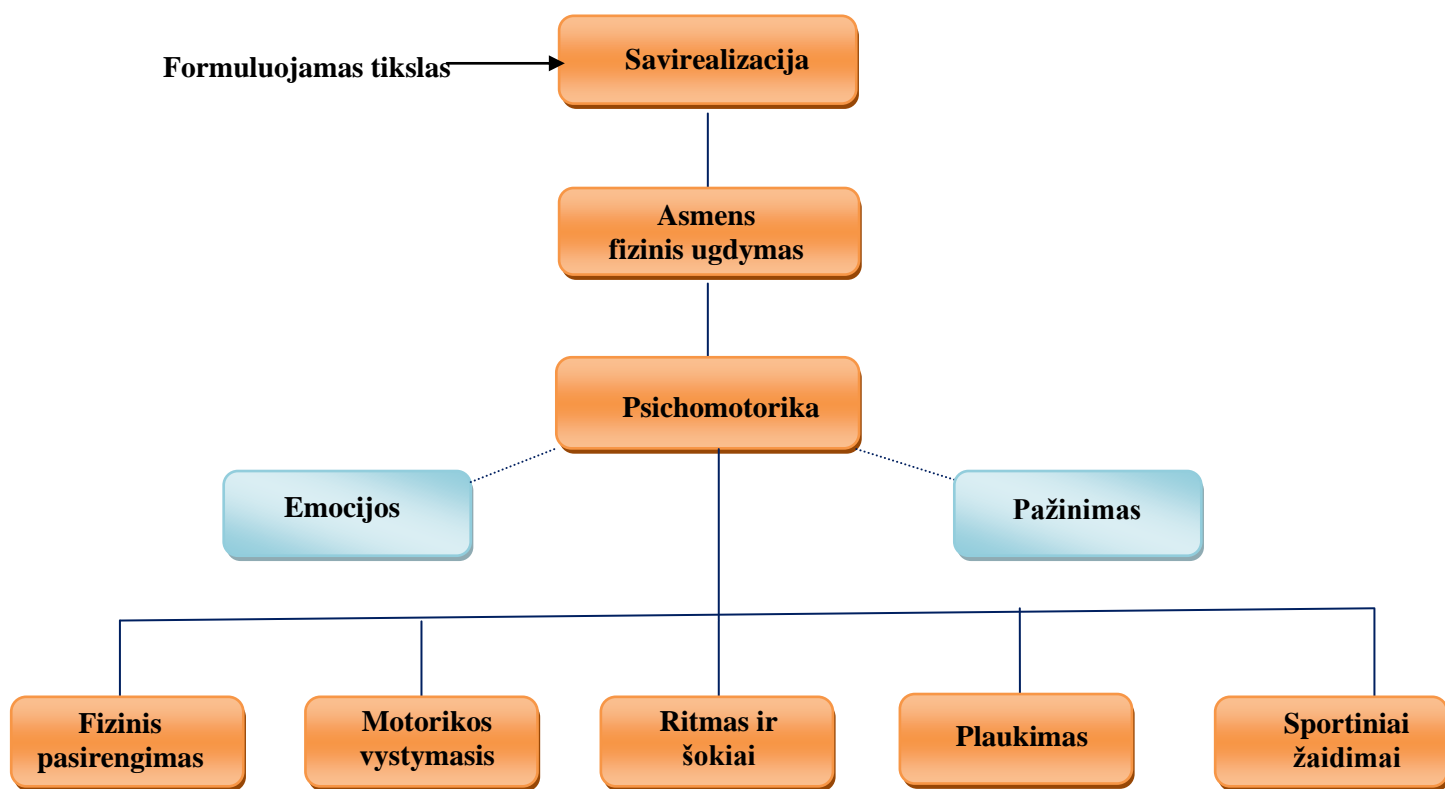 Formuluojamas tikslas
Savirealizacija
Asmens
fizinis ugdymas
Psichomotorika
Emocijos
Pažinimas
Fizinis
pasirengimas
Motorikos
vystymasis
Ritmas ir
šokiai
Plaukimas
Sportiniai
žaidimai